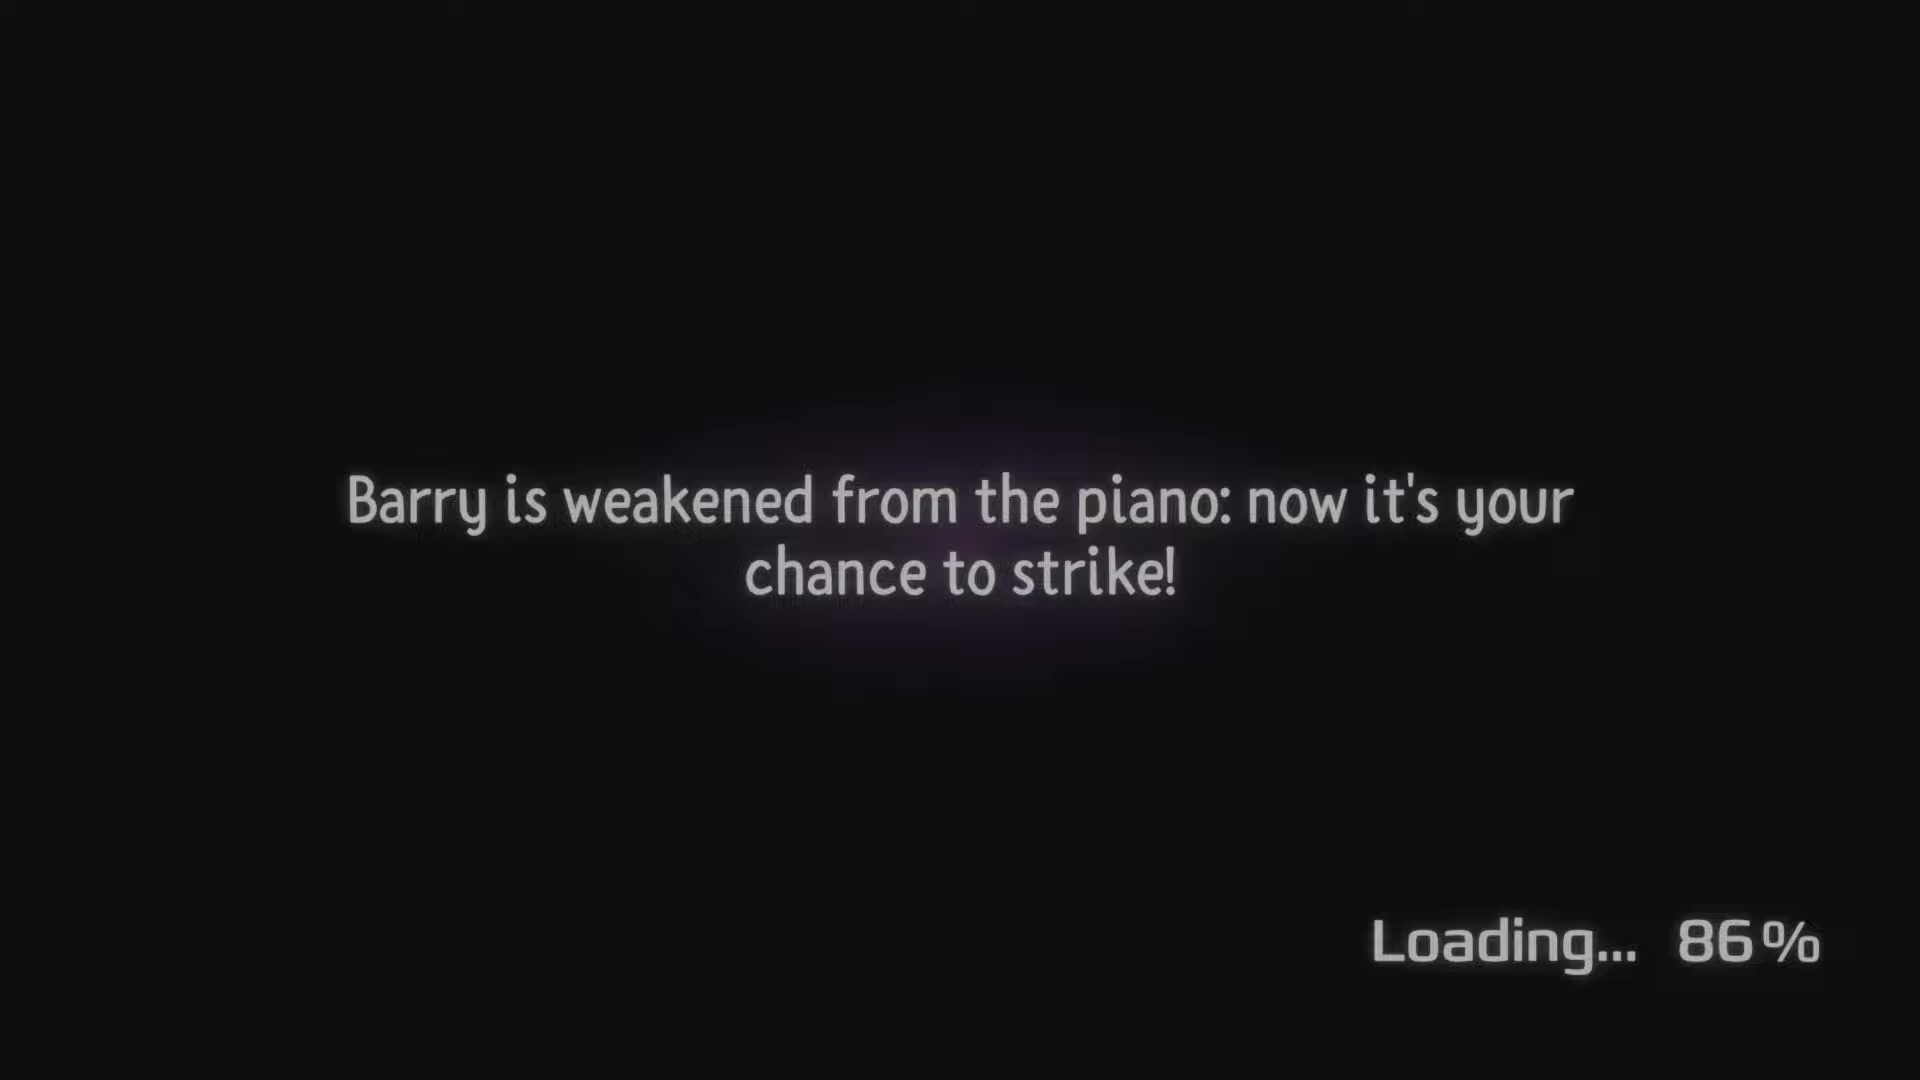 Barry is weakened from the piano: now it's your
chance to strike!
Loading... 86%